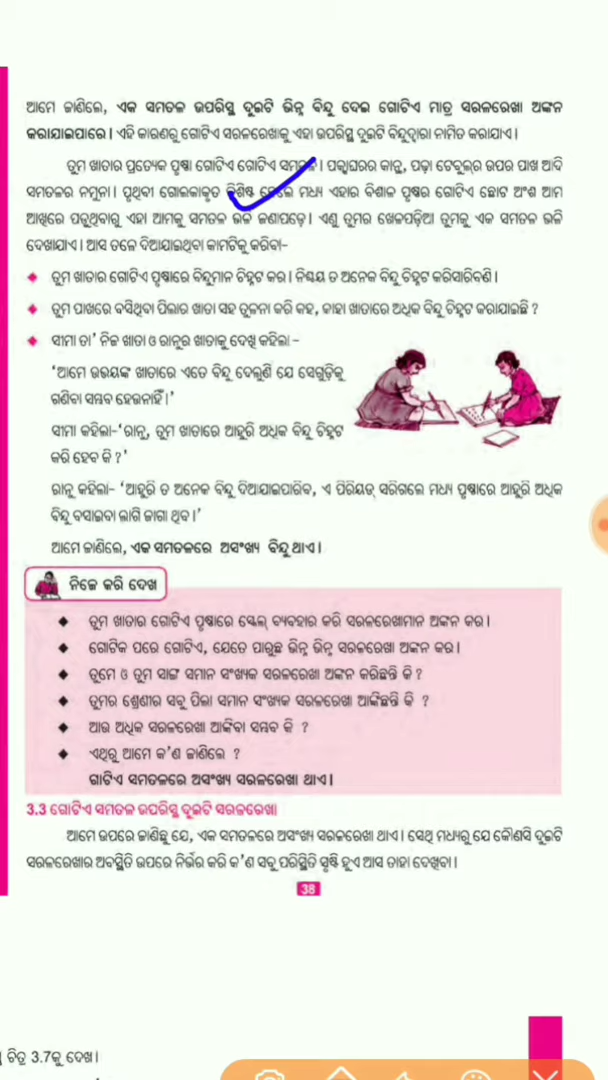 ଆମେ ଜାଣିଲେ, ଏକ ସମତଳ ଉପରିସ୍ଥ ଦୁଇଟି ଭିନ୍ନ ବିନ୍ଦୁ ଦେଇ ଗୋଟିଏ ମାତ୍ର ସରଳରେଖା ଅଙ୍କନ
କରାଯାଇପାରେ। ଏହି କାରଣରୁ ଗୋଟିଏ ସରଳରେଖାକୁ ଏହା ଉପରିସ୍ଥ ଦୁଇଟି ବିନ୍ଦୁଦ୍ଵାରା ନାମିତ କରାଯାଏ।
ତୁମ ଖାତାର ପ୍ରତ୍ୟେକ ପୃଷ୍ଠା ଗୋଟିଏ ଗୋଟିଏ ସମତଳ। ପକ୍କାଘରର କାନ୍ଥ, ପଢ଼ା ଟେବୁଲ୍‌ର ଉପର ପାଖ ଆଦି
ସମତଳର ନମୁନା। ପୃଥିବୀ ଗୋଲକାକୃତ ବିଶିଷ୍ଟ ହେଲେ ମଧ୍ୟ ଏହାର ବିଶାଳ ପୃଷ୍ଠର ଗୋଟିଏ ଛୋଟ ଅଂଶ ଆମ
ଆଖିରେ ପଡ଼ୁଥିବାରୁ ଏହା ଆମକୁ ସମତଳ ଭଳି ଜଣାପଡ଼େ। ଏଣୁ ତୁମର ଖେଳପଡ଼ିଆ ତୁମକୁ ଏକ ସମତଳ ଭଳି
ଦେଖାଯାଏ। ଆସ ତଳେ ଦିଆଯାଇଥିବା କାମଟିକୁ କରିବା-
◆ ତୁମ ଖାତାର ଗୋଟିଏ ପୃଷ୍ଠାରେ ବିନ୍ଦୁମାନ ଚିହ୍ନଟ କର। ନିଶ୍ଚୟ ତ ଅନେକ ବିନ୍ଦୁ ଚିହ୍ନଟ କରିସାରିବଣି।
◆ ତୁମ ପାଖରେ ବସିଥିବା ପିଲାର ଖାତା ସହ ତୁଳନା କରି କହ, କାହା ଖାତାରେ ଅଧିକ ବିନ୍ଦୁ ଚିହ୍ନଟ କରାଯାଇଛି ?
◆ ସୀମା ତା' ନିଜ ଖାତା ଓ ରାନୁର ଖାତାକୁ ଦେଖି କହିଲା-
'ଆମେ ଉଭୟଙ୍କ ଖାତାରେ ଏତେ ବିନ୍ଦୁ ଦେଲୁଣି ଯେ ସେଗୁଡ଼ିକୁ
ଗଣିବା ସମ୍ଭବ ହେଉନାହିଁ।'
ସୀମା କହିଲା-'ରାନୁ, ତୁମ ଖାତାରେ ଆହୁରି ଅଧିକ ବିନ୍ଦୁ ଚିହ୍ନଟ
କରି ହେବ କି ?'
ରାନୁ କହିଲା- 'ଆହୁରି ତ ଅନେକ ବିନ୍ଦୁ ଦିଆଯାଇପାରିବ, ଏ ପିରିୟଡ୍ ସରିଗଲେ ମଧ୍ୟ ପୃଷ୍ଠାରେ ଆହୁରି ଅଧିକ
ବିନ୍ଦୁ ବସାଇବା ଲାଗି ଜାଗା ଥିବ।'
ଆମେ ଜାଣିଲେ, ଏକ ସମତଳରେ ଅସଂଖ୍ୟ ବିନ୍ଦୁ ଥାଏ।
ନିଜେ କରି ଦେଖ
◆ ତୁମ ଖାତାର ଗୋଟିଏ ପୃଷ୍ଠାରେ ସ୍କେଲ୍ ବ୍ୟବହାର କରି ସରଳରେଖାମାନ ଅଙ୍କନ କର।
◆ ଗୋଟିକ ପରେ ଗୋଟିଏ, ଯେତେ ପାରୁଛ ଭିନ୍ନ ଭିନ୍ନ ସରଳରେଖା ଅଙ୍କନ କର।
◆ ତୁମେ ଓ ତୁମ ସାଙ୍ଗ ସମାନ ସଂଖ୍ୟକ ସରଳରେଖା ଅଙ୍କନ କରିଛନ୍ତି କି ?
◆ ତୁମର ଶ୍ରେଣୀର ସବୁ ପିଲା ସମାନ ସଂଖ୍ୟକ ସରଳରେଖା ଆଙ୍କିଛନ୍ତି କି ?
◆ ଆଉ ଅଧିକ ସରଳରେଖା ଆଙ୍କିବା ସମ୍ଭବ କି ?
◆ ଏଥିରୁ ଆମେ କ'ଣ ଜାଣିଲେ ?
ଗାଟିଏ ସମତଳରେ ଅସଂଖ୍ୟ ସରଳରେଖା ଥାଏ।
3.3 ଗୋଟିଏ ସମତଳ ଉପରିସ୍ଥ ଦୁଇଟି ସରଳରେଖା
ଆମେ ଉପରେ ଜାଣିଛୁ ଯେ, ଏକ ସମତଳରେ ଅସଂଖ୍ୟ ସରଳରେଖା ଥାଏ। ସେଥି ମଧ୍ୟରୁ ଯେ କୌଣସି ଦୁଇଟି
ସରଳରେଖାର ଅବସ୍ଥିତି ଉପରେ ନିର୍ଭର କରି କ'ଣ ସବୁ ପରିସ୍ଥିତି ସୃଷ୍ଟି ହୁଏ ଆସ ତାହା ଦେଖିବା।
38
ଚିତ୍ର 3.7କୁ ଦେଖ।